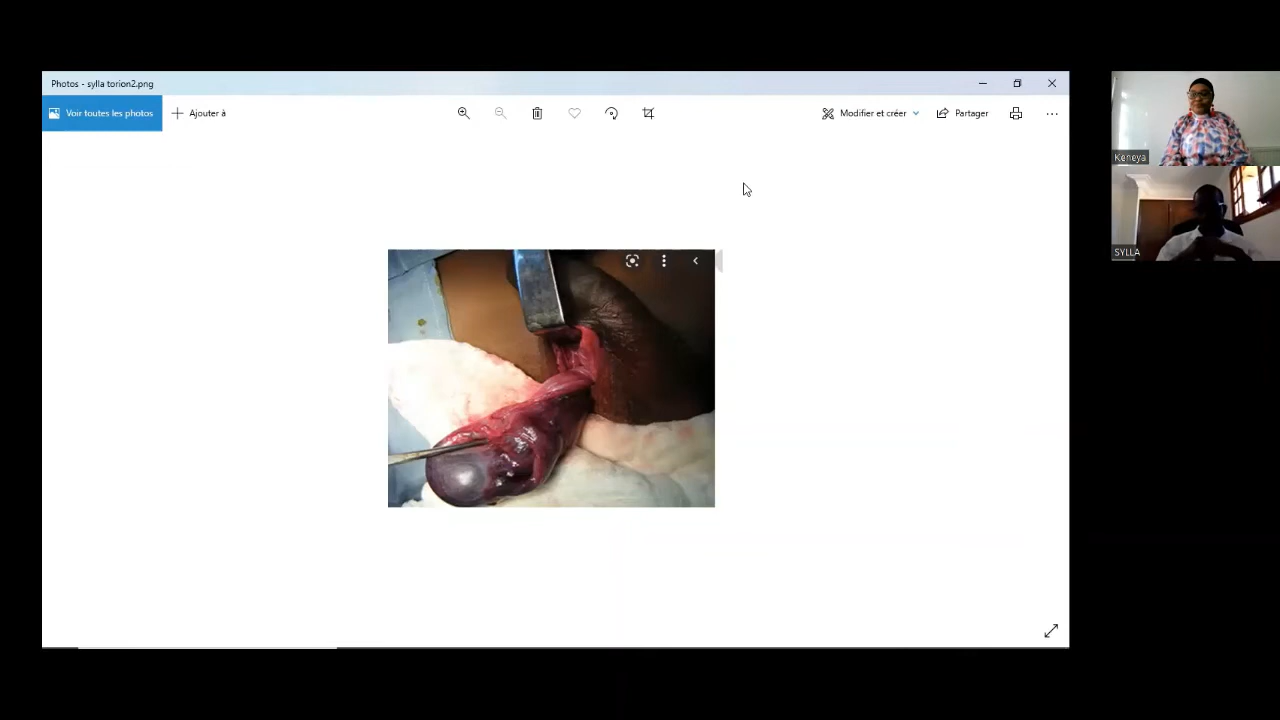 Photos - sylla torion2.png
Voir toutes les photos
Ajouter à
Modifier et créer
Partager
Keneya
SYLLA